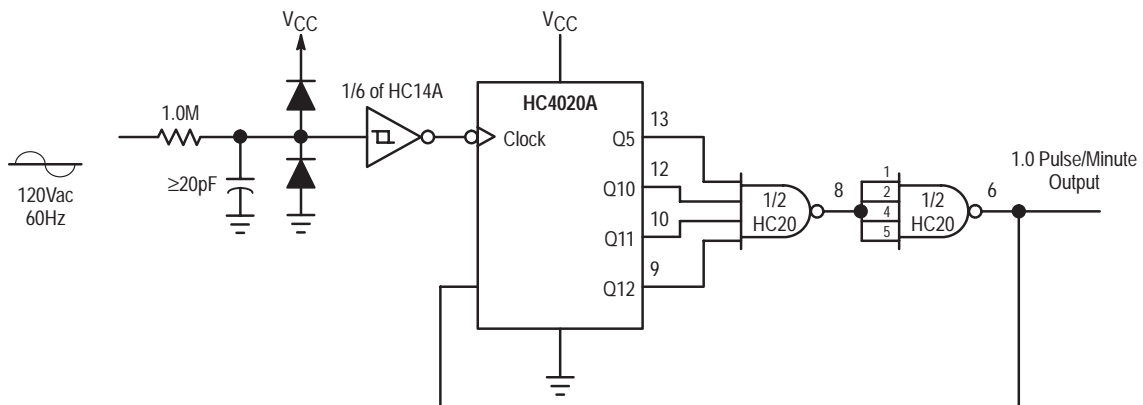 VCC
VCC
1/6 of HC14A
HC4020A
1.0M
13
Clock
Q5
1.0 Pulse/Minute
Output
12
120Vac
60Hz
≥20pF
Q10
1/2
HC20
8
1
2
4
5
1/2
HC20
6
10
Q11
9
Q12